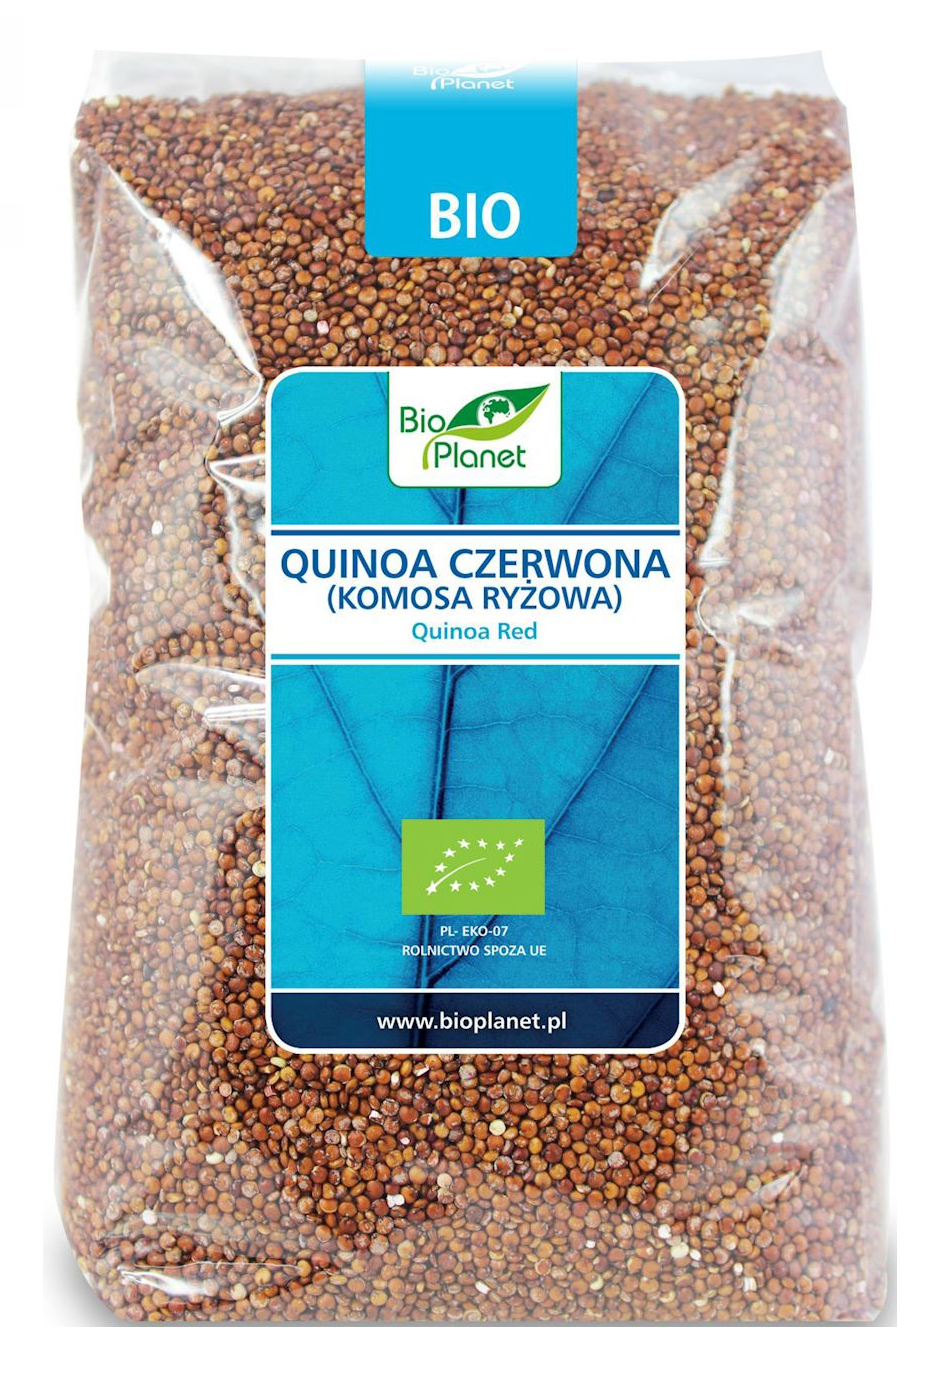 Bio
Planet
BIO
Bio
Planet
QUINOA CZERWONA
(KOMOSA RYŻOWA)
Quinoa Red
PL- EKO-07
ROLNICTWO SPOZA UE
www.bioplanet.pl